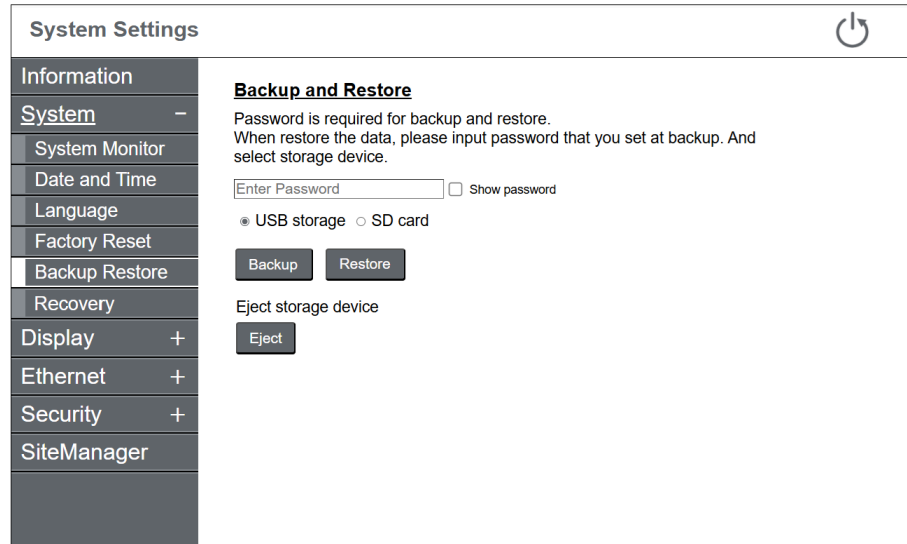 System Settings
Information
System −
System Monitor
Date and Time
Language
Factory Reset
Backup Restore
Recovery
Display +
Ethernet +
Security +
SiteManager
Backup and Restore
Password is required for backup and restore.
When restore the data, please input password that you set at backup. And
select storage device.
Enter Password Show password
USB storage SD card
Backup Restore
Eject storage device
Eject